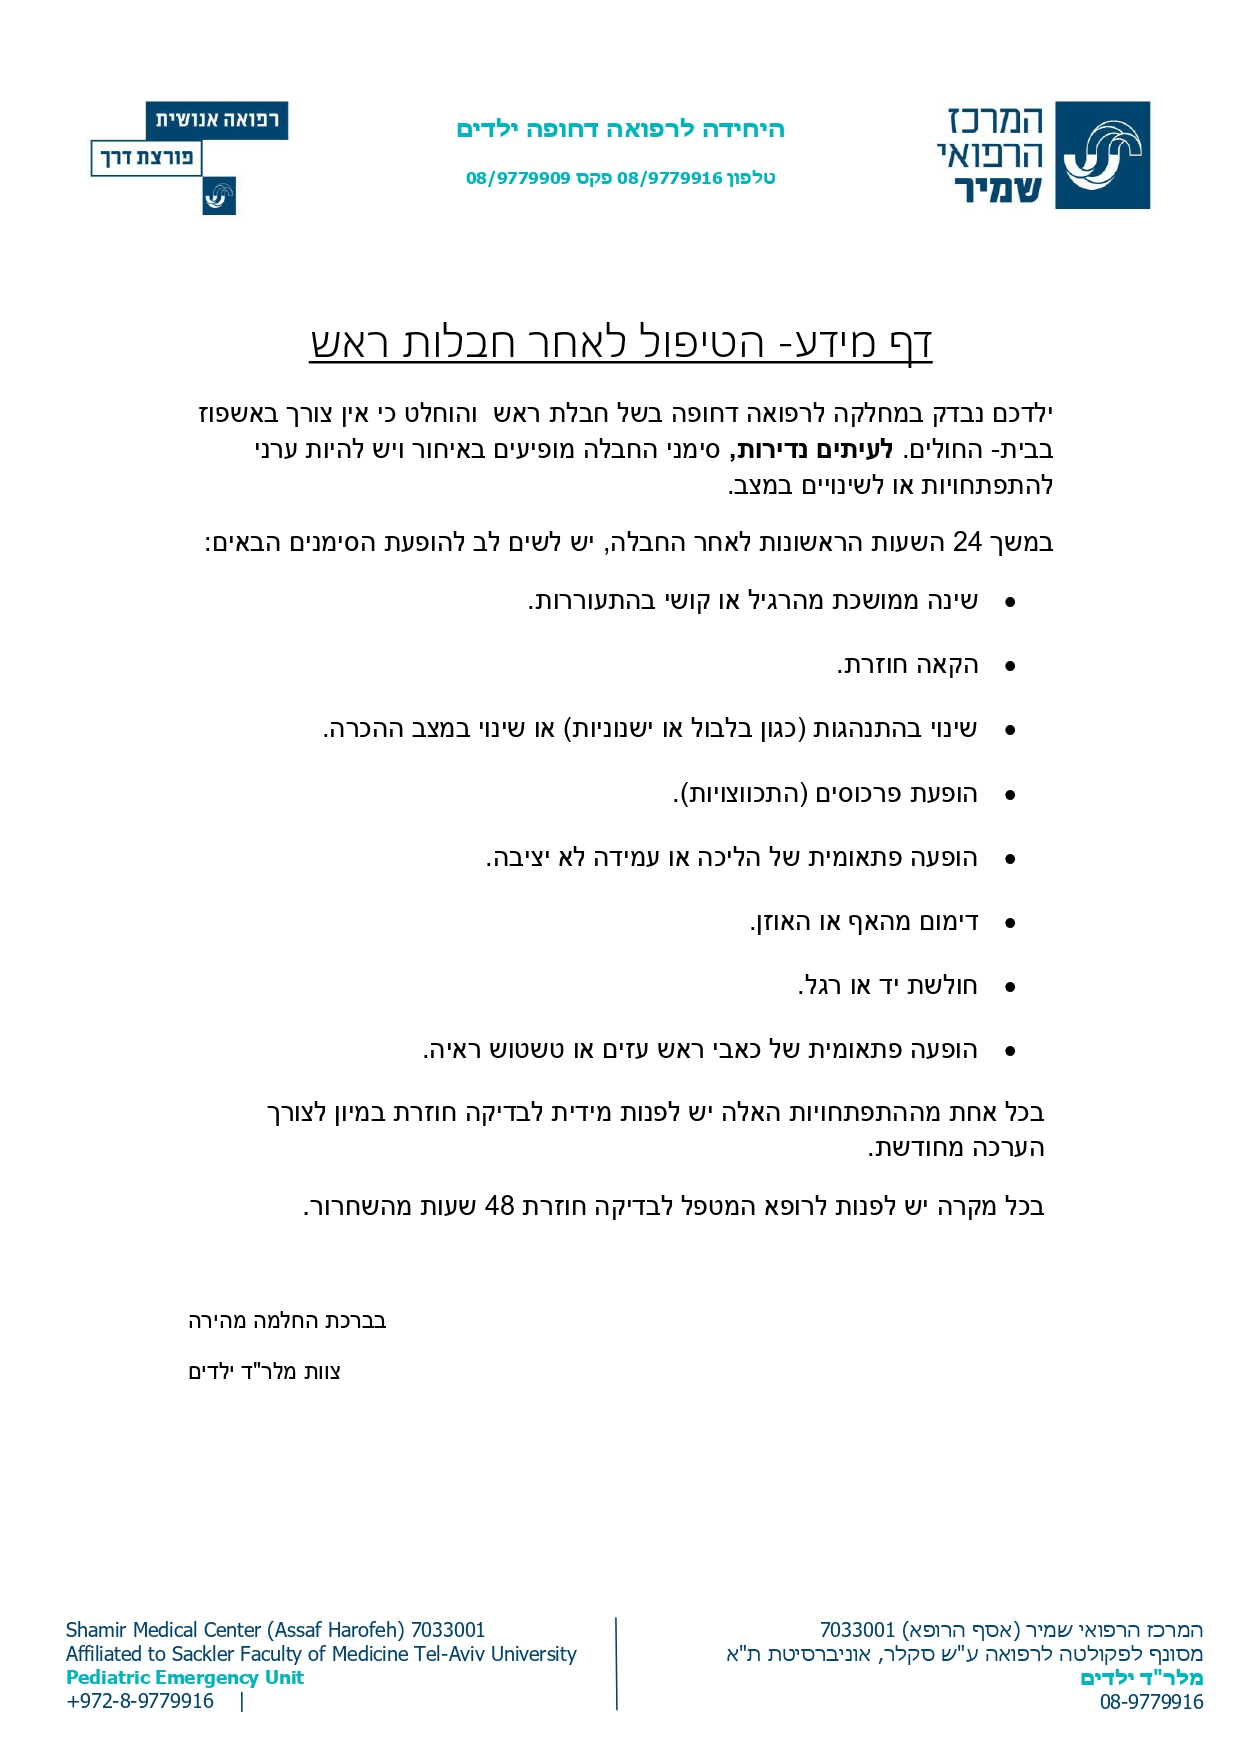 המרכז
הרפואי
שמיר
היחידה לרפואה דחופה ילדים
טלפון 08/9779916 פקס 08/9779909
רפואה אנושית
פורצת דרך
דף מידע- הטיפול לאחר חבלות ראש
ילדכם נבדק במחלקה לרפואה דחופה בשל חבלת ראש  והוחלט כי אין צורך באשפוז
בבית- החולים. לעיתים נדירות, סימני החבלה מופיעים באיחור ויש להיות ערני
להתפתחויות או לשינויים במצב.
במשך 24 השעות הראשונות לאחר החבלה, יש לשים לב להופעת הסימנים הבאים:
• שינה ממושכת מהרגיל או קושי בהתעוררות.
• הקאה חוזרת.
• שינוי בהתנהגות (כגון בלבול או ישנוניות) או שינוי במצב ההכרה.
• הופעת פרכוסים (התכווצויות).
• הופעה פתאומית של הליכה או עמידה לא יציבה.
• דימום מהאף או האוזן.
• חולשת יד או רגל.
• הופעה פתאומית של כאבי ראש עזים או טשטוש ראיה.
בכל אחת מההתפתחויות האלה יש לפנות מידית לבדיקה חוזרת במיון לצורך
הערכה מחודשת.
בכל מקרה יש לפנות לרופא המטפל לבדיקה חוזרת 48 שעות מהשחרור.
בברכת החלמה מהירה
צוות מלר"ד ילדים
המרכז הרפואי שמיר (אסף הרופא) 7033001
מסונף לפקולטה לרפואה ע"ש סקלר, אוניברסיטת ת"א
מלר"ד ילדים
08-9779916
Shamir Medical Center (Assaf Harofeh) 7033001
Affiliated to Sackler Faculty of Medicine Tel-Aviv University
Pediatric Emergency Unit
+972-8-9779916 |